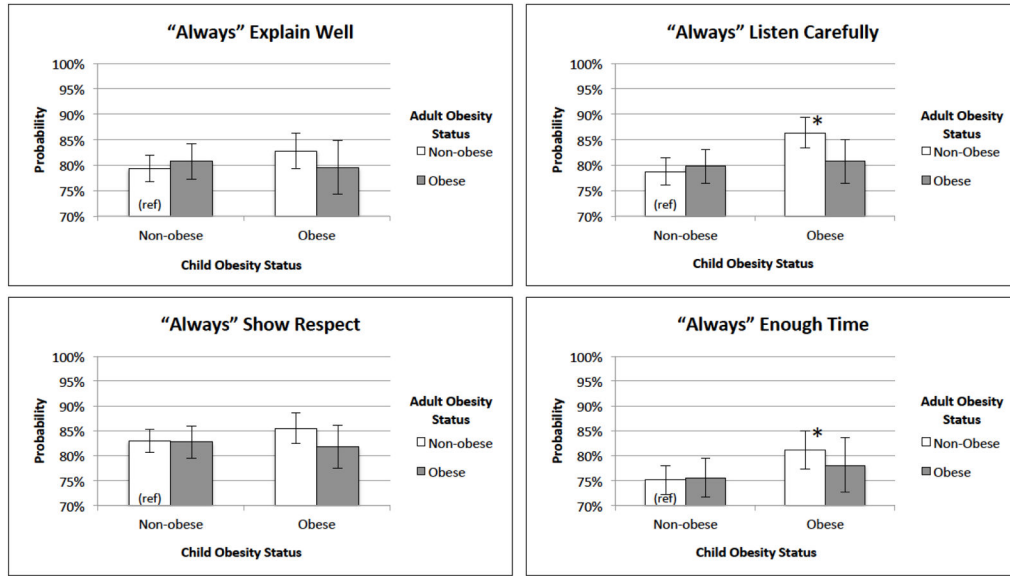 “Always” Explain Well
100%
95%
90%
85%
80%
75%
70%
Probability
(ref)
Non-obese
Obese
Child Obesity Status
Adult Obesity
Status
Non-obese
Obese
“Always” Listen Carefully
100%
95%
90%
85%
80%
75%
70%
Probability
(ref)
*
Non-obese
Obese
Child Obesity Status
Adult Obesity
Status
Non-Obese
Obese
“Always” Show Respect
100%
95%
90%
85%
80%
75%
70%
Probability
(ref)
Non-obese
Obese
Child Obesity Status
Adult Obesity
Status
Non-obese
Obese
“Always” Enough Time
100%
95%
90%
85%
80%
75%
70%
Probability
(ref)
*
Non-obese
Obese
Child Obesity Status
Adult Obesity
Status
Non-Obese
Obese